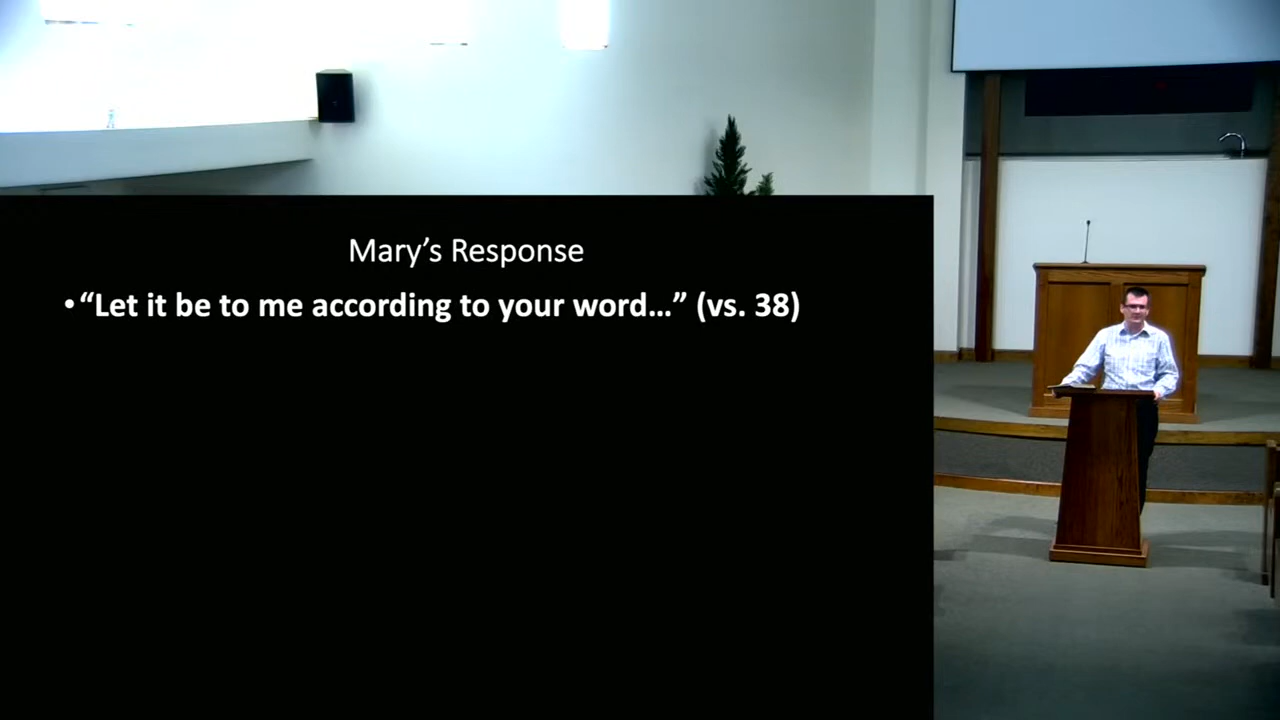 Mary’s Response
•“Let it be to me according to your word…” (vs. 38)